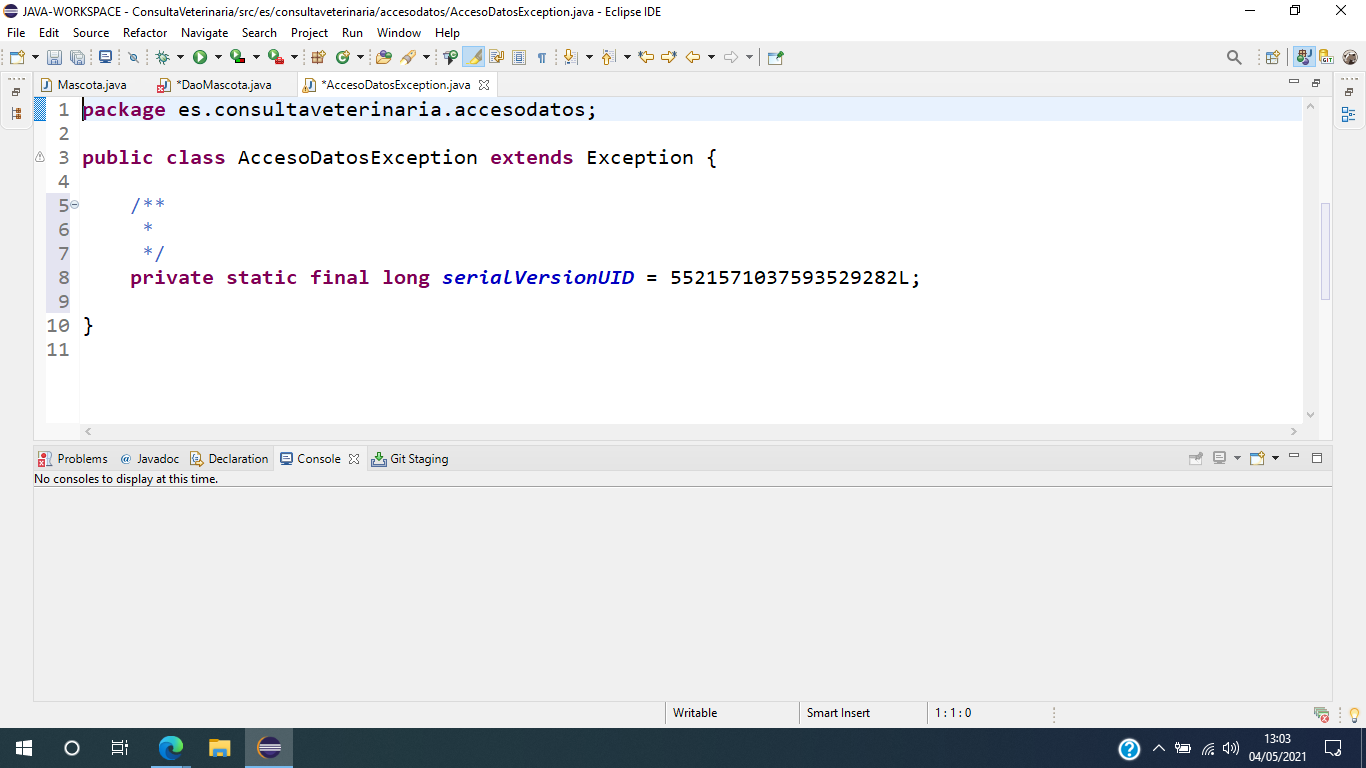 JAVA-WORKSPACE - ConsultaVeterinaria/src/es/consultaveterinaria/accesodatos/AccesoDatosException.java - Eclipse IDE
File Edit Source Refactor Navigate Search Project Run Window Help
Mascota.java *DaoMascota.java *AccesoDatosException.java
1 package es.consultaveterinaria.accesodatos;
2
3 public class AccesoDatosException extends Exception {
4
5 /**
6 *
7 */
8 private static final long serialVersionUID = 5521571037593529282L;
9
10 }
11
Problems @ Javadoc Declaration Console Git Staging
No consoles to display at this time.
Writable Smart Insert 1 : 1 : 0
13:03
04/05/2021